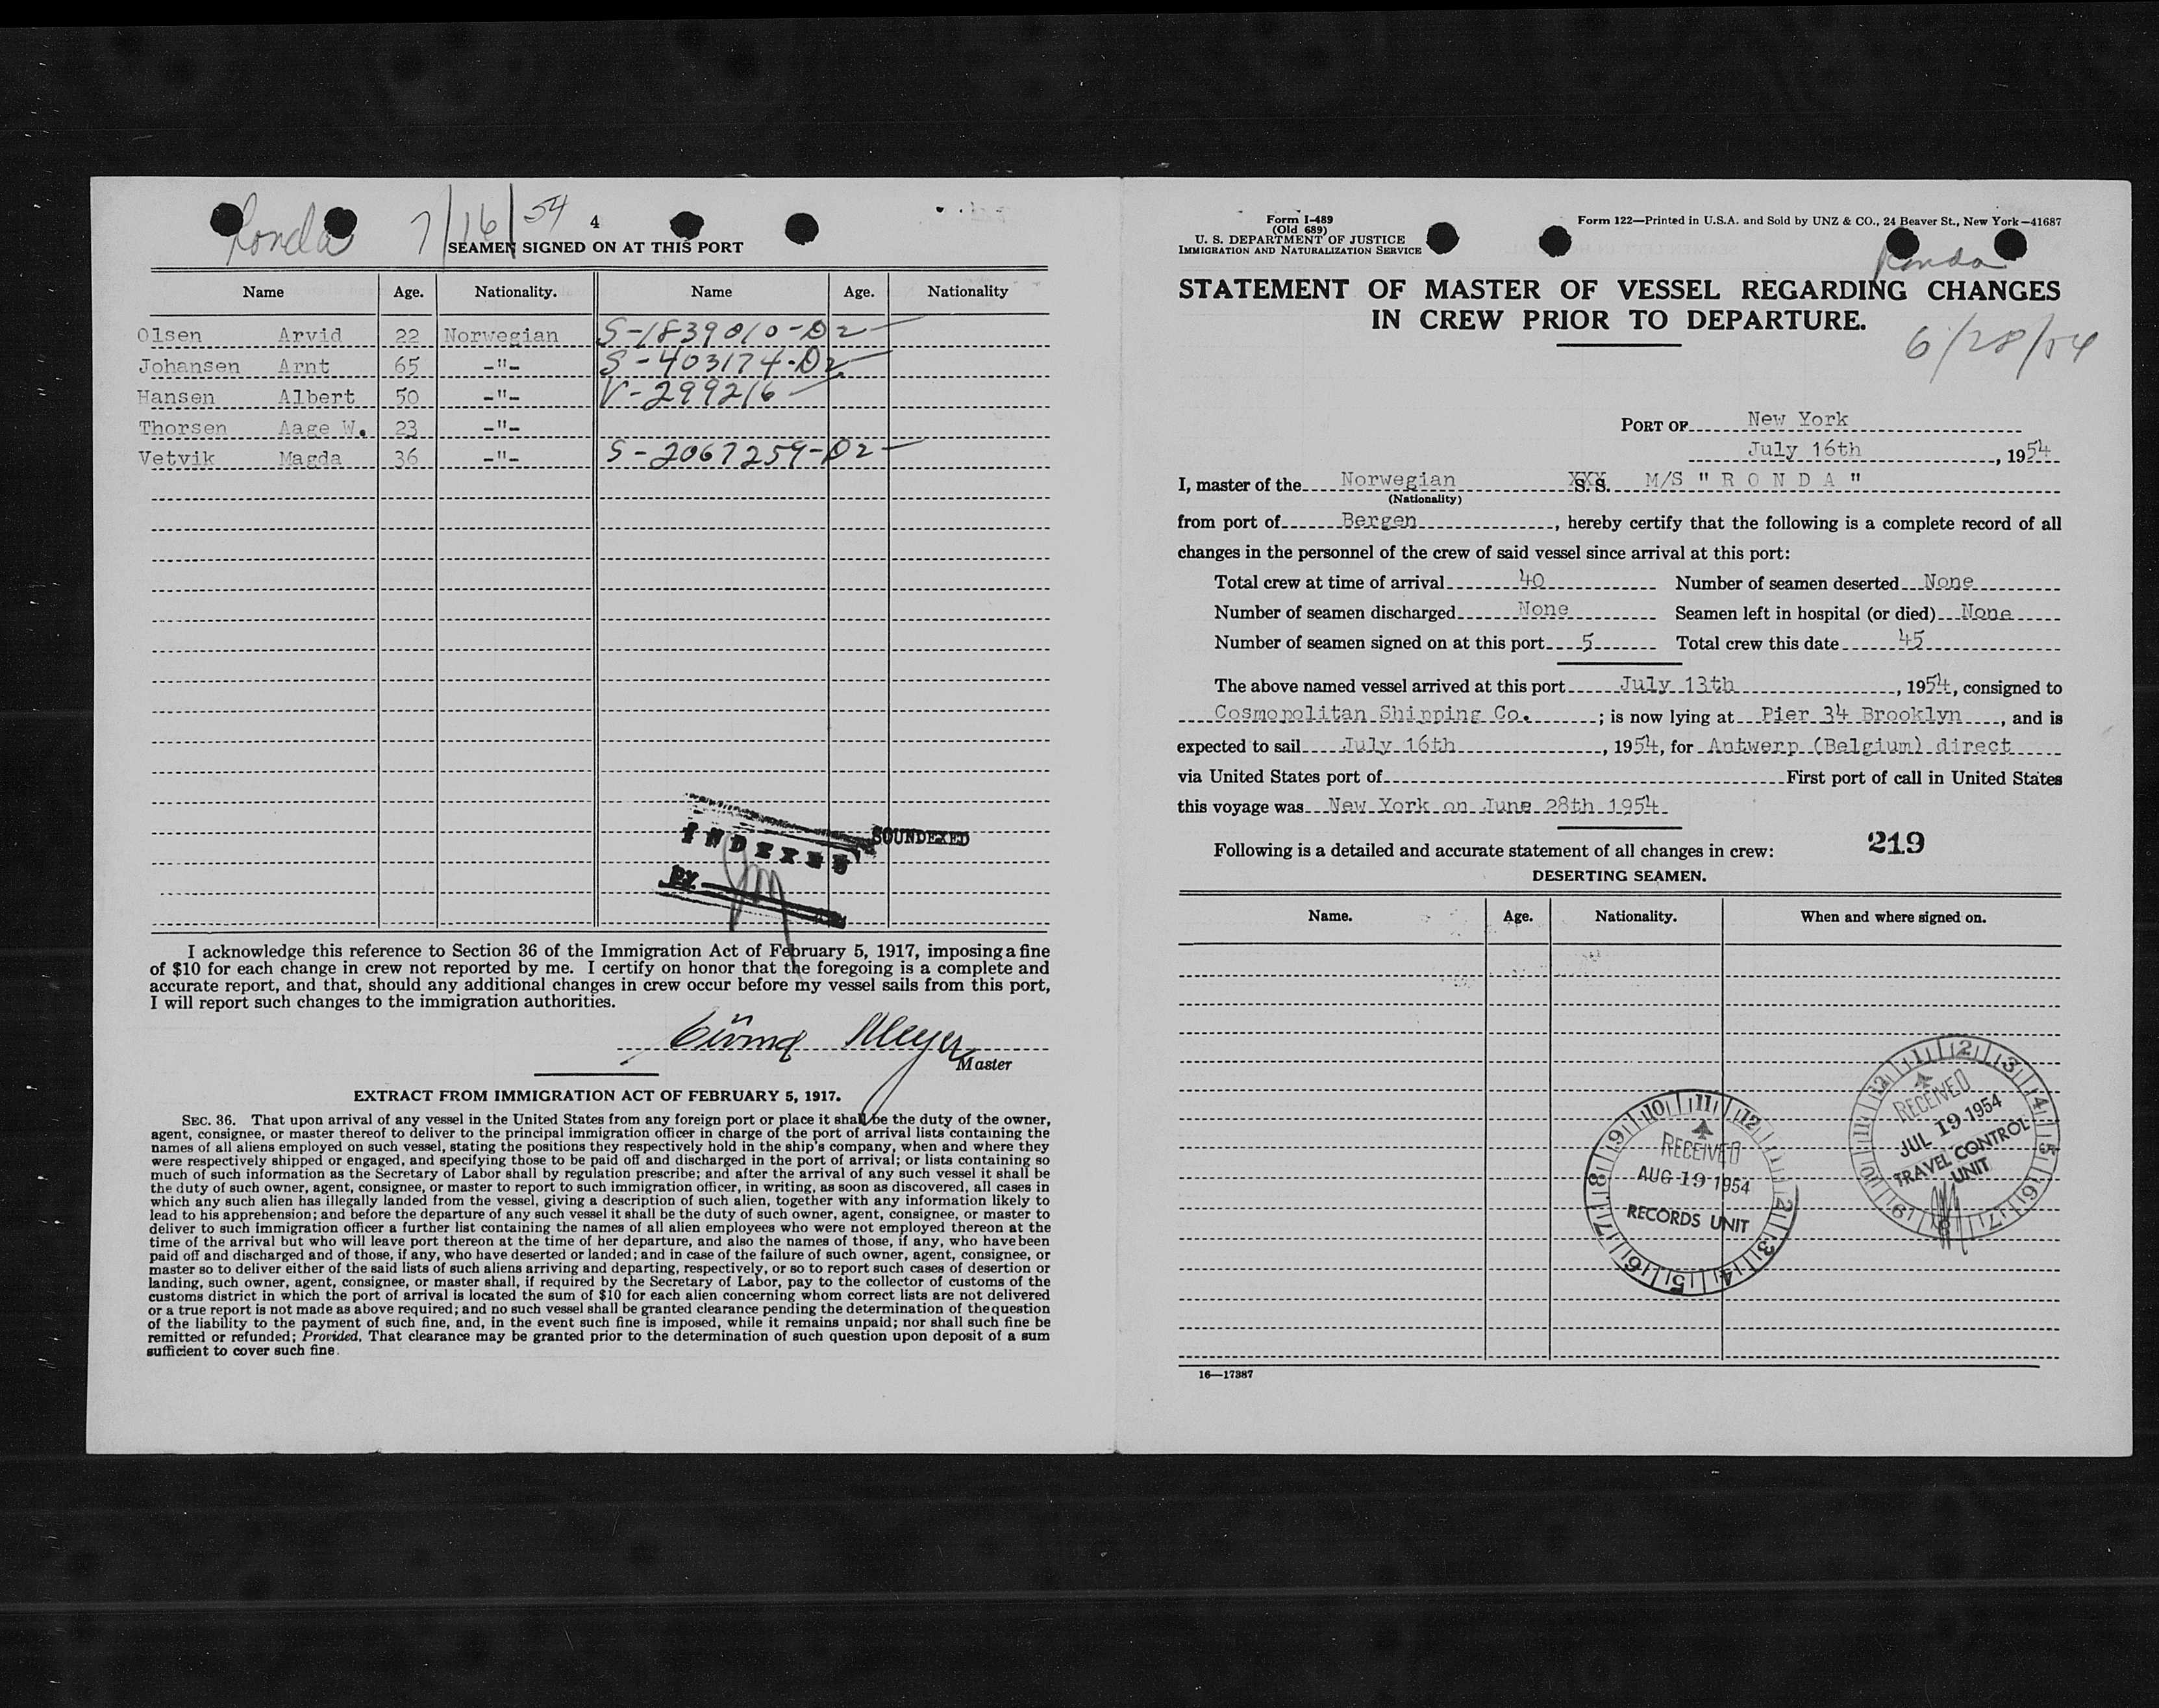 Ronda 7/16/54
4
SEAMEN SIGNED ON AT THIS PORT
Name Age. Nationality. Name Age. Nationality
Olsen Arvid 22 Norwegian S-1839010-D2
Johansen Arnt 65 -"- S-403174-D2
Hansen Albert 50 -"- V-299216
Thorsen Aage W. 23 -"-
Vetvik Magda 36 -"- S-2067259-D2
INDEXED
SOUNDEXED
BY
I acknowledge this reference to Section 36 of the Immigration Act of February 5, 1917, imposing a fine
of $10 for each change in crew not reported by me. I certify on honor that the foregoing is a complete and
accurate report, and that, should any additional changes in crew occur before my vessel sails from this port,
I will report such changes to the immigration authorities.
Meyer
Master
EXTRACT FROM IMMIGRATION ACT OF FEBRUARY 5, 1917.
SEC. 36. That upon arrival of any vessel in the United States from any foreign port or place it shall be the duty of the owner,
agent, consignee, or master thereof to deliver to the principal immigration officer in charge of the port of arrival lists containing the
names of all aliens employed on such vessel, stating the positions they respectively hold in the ship's company, when and where they
were respectively shipped or engaged, and specifying those to be paid off and discharged in the port of arrival; or lists containing so
much of such information as the Secretary of Labor shall by regulation prescribe; and after the arrival of any such vessel it shall be
the duty of such owner, agent, consignee, or master to report to such immigration officer, in writing, as soon as discovered, all cases in
which any such alien has illegally landed from the vessel, giving a description of such alien, together with any information likely to
lead to his apprehension; and before the departure of any such vessel it shall be the duty of such owner, agent, consignee, or master to
deliver to such immigration officer a further list containing the names of all alien employees who were not employed thereon at the
time of the arrival but who will leave port thereon at the time of her departure, and also the names of those, if any, who have been
paid off and discharged and of those, if any, who have deserted or landed; and in case of the failure of such owner, agent, consignee, or
master so to deliver either of the said lists of such aliens arriving and departing, respectively, or so to report such cases of desertion or
landing, such owner, agent, consignee, or master shall, if required by the Secretary of Labor, pay to the collector of customs of the
customs district in which the port of arrival is located the sum of $10 for each alien concerning whom correct lists are not delivered
or a true report is not made as above required; and no such vessel shall be granted clearance pending the determination of the question
of the liability to the payment of such fine, and, in the event such fine is imposed, while it remains unpaid; nor shall such fine be
remitted or refunded; Provided, That clearance may be granted prior to the determination of such question upon deposit of a sum
sufficient to cover such fine.
Form I-489
(Old 689)
U. S. DEPARTMENT OF JUSTICE
IMMIGRATION AND NATURALIZATION SERVICE
Form 122—Printed in U.S.A. and Sold by UNZ & CO., 24 Beaver St., New York—41687
Ronda
STATEMENT OF MASTER OF VESSEL REGARDING CHANGES
IN CREW PRIOR TO DEPARTURE.
6/28/54
PORT OF New York
July 16th, 1954
I, master of the Norwegian XXX S.S. M/S "RONDA"
(Nationality)
from port of Bergen, hereby certify that the following is a complete record of all
changes in the personnel of the crew of said vessel since arrival at this port:
Total crew at time of arrival 40 Number of seamen deserted None
Number of seamen discharged None Seamen left in hospital (or died) None
Number of seamen signed on at this port 5 Total crew this date 45
The above named vessel arrived at this port July 13th, 1954, consigned to
Cosmopolitan Shipping Co.; is now lying at Pier 34 Brooklyn, and is
expected to sail July 16th, 1954, for Antwerp (Belgium) direct
via United States port of First port of call in United States
this voyage was New York on June 28th 1954
Following is a detailed and accurate statement of all changes in crew: 219
DESERTING SEAMEN.
Name. Age. Nationality. When and where signed on.
RECEIVED
JUL 19 1954
TRAVEL CONTROL
UNIT
RECEIVED
AUG 19 1954
RECORDS UNIT
16—17387